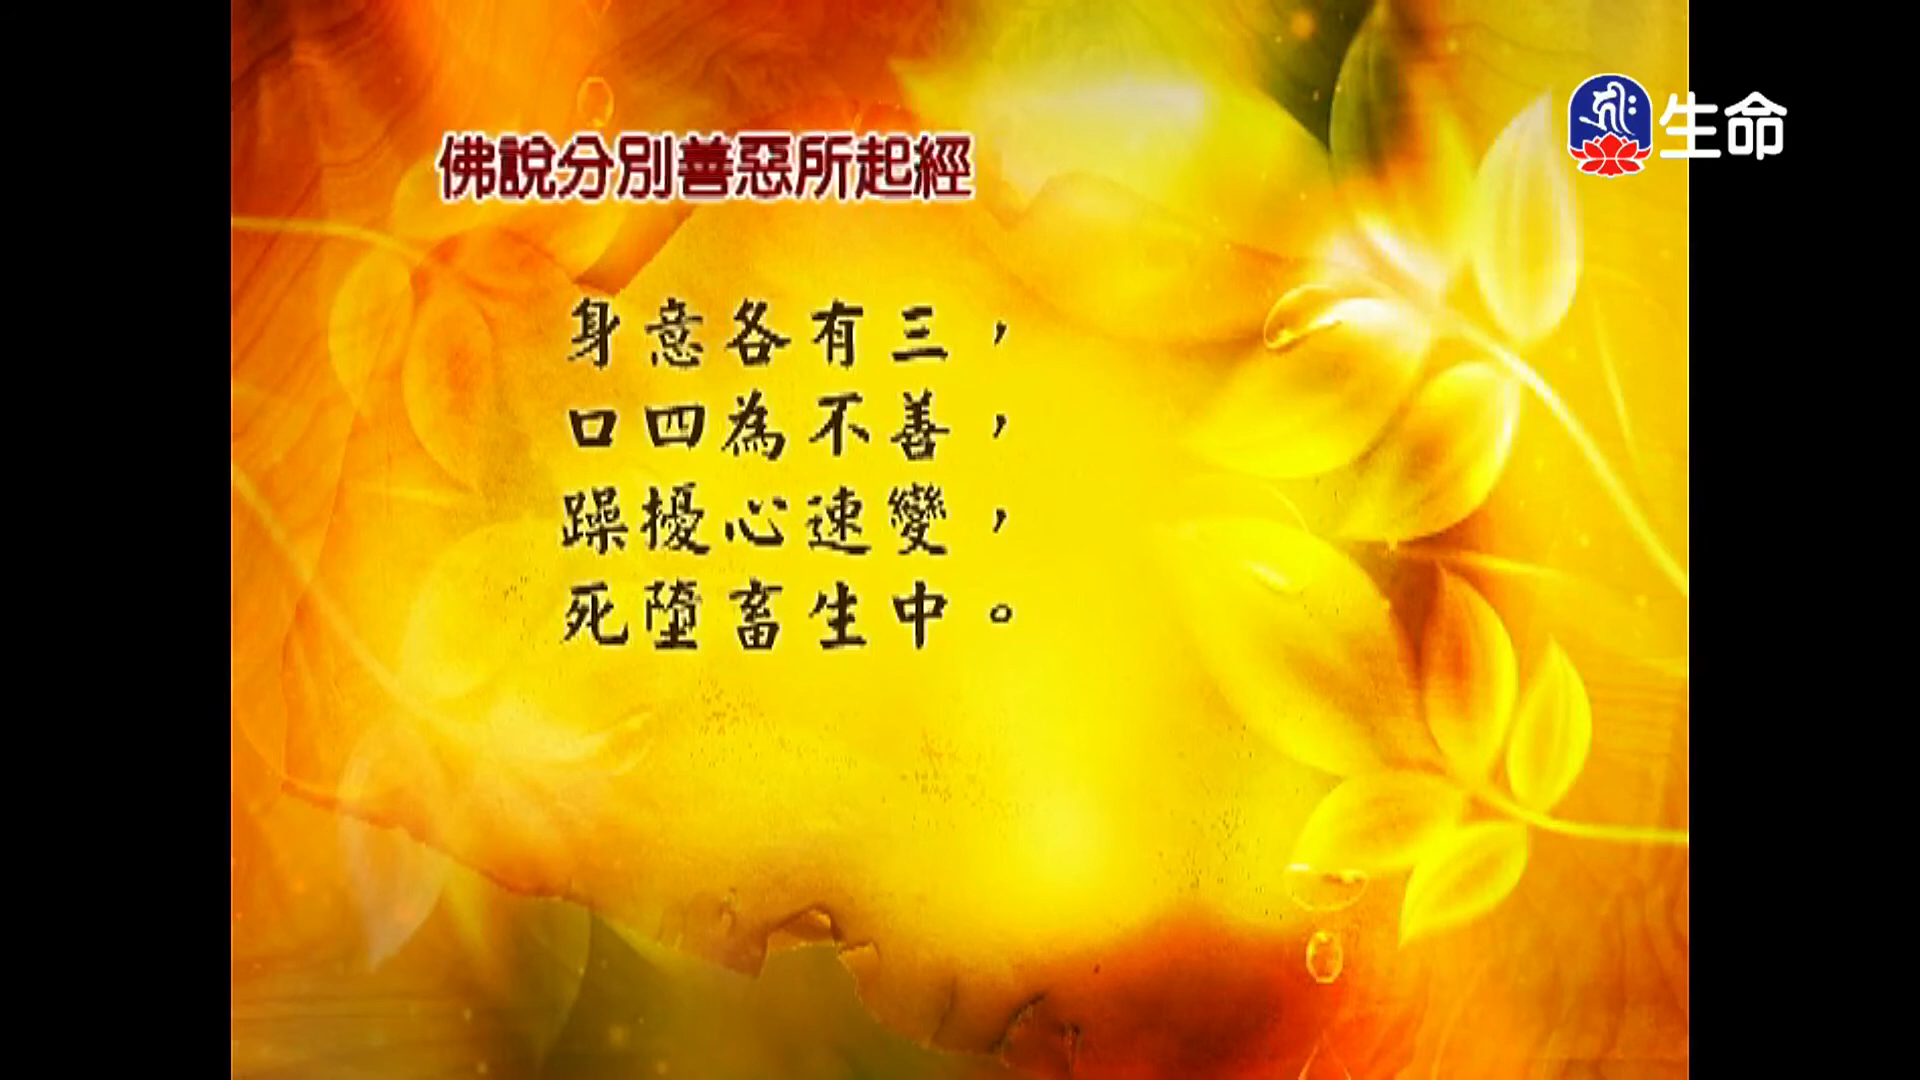 佛說分別善惡所起經
生命
身意各有三，
口四為不善，
躁擾心速變，
死墮畜生中。